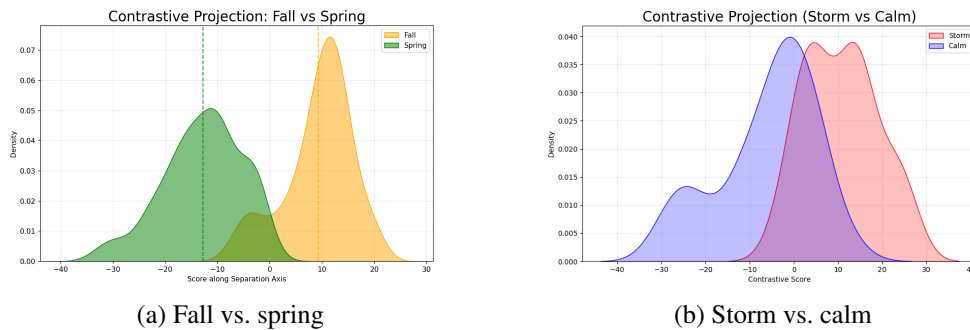 Contrastive Projection: Fall vs Spring
Fall
Spring
0.07
0.06
0.05
0.04
0.03
0.02
0.01
0.00
Density
−40 −30 −20 −10 0 10 20 30
Score along Separation Axis
(a) Fall vs. spring
Contrastive Projection (Storm vs Calm)
Storm
Calm
0.040
0.035
0.030
0.025
0.020
0.015
0.010
0.005
0.000
Density
−40 −30 −20 −10 0 10 20 30
Contrastive Score
(b) Storm vs. calm